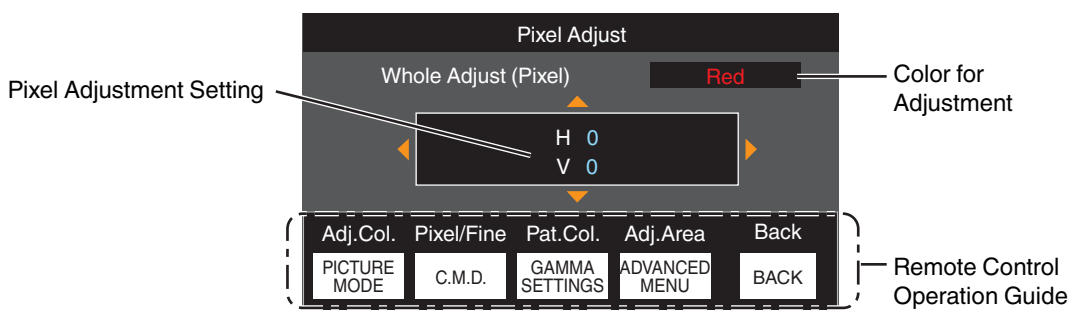 Pixel Adjust
Whole Adjust (Pixel)
Red
Pixel Adjustment Setting
Color for
Adjustment
H 0
V 0
Adj.Col.
Pixel/Fine
Pat.Col.
Adj.Area
Back
PICTURE
MODE
C.M.D.
GAMMA
SETTINGS
ADVANCED
MENU
BACK
Remote Control
Operation Guide